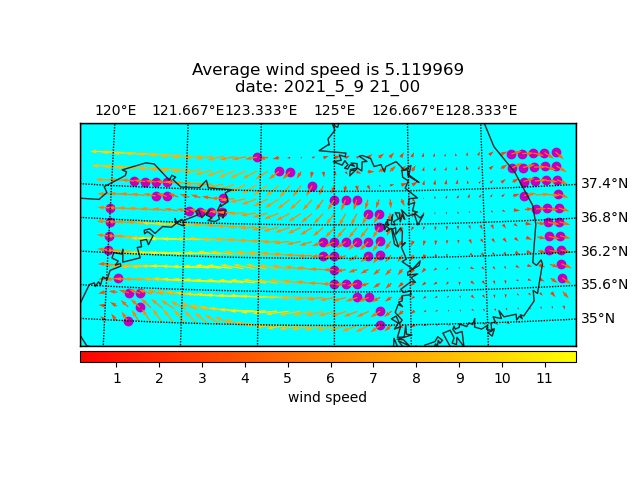 Average wind speed is 5.119969
date: 2021_5_9 21_00
120°E 121.667°E 123.333°E 125°E 126.667°E 128.333°E
37.4°N
36.8°N
36.2°N
35.6°N
35°N
1 2 3 4 5 6 7 8 9 10 11
wind speed